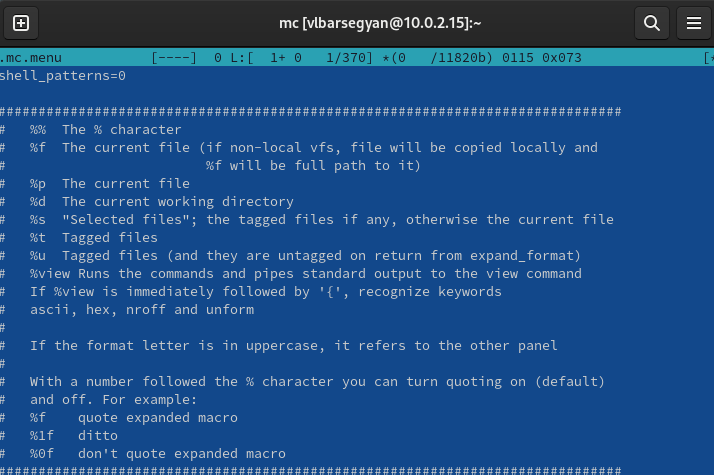 mc [vlbarsegyan@10.0.2.15]:~
.mc.menu [----] 0 L:[ 1+ 0 1/370] *(0 /11820b) 0115 0x073 [*
shell_patterns=0
###############################################################################
# %% The % character
# %f The current file (if non-local vfs, file will be copied locally and
# %f will be full path to it)
# %p The current file
# %d The current working directory
# %s "Selected files"; the tagged files if any, otherwise the current file
# %t Tagged files
# %u Tagged files (and they are untagged on return from expand_format)
# %view Runs the commands and pipes standard output to the view command
# If %view is immediately followed by '{', recognize keywords
# ascii, hex, nroff and unform
#
# If the format letter is in uppercase, it refers to the other panel
#
# With a number followed the % character you can turn quoting on (default)
# and off. For example:
# %f quote expanded macro
# %1f ditto
# %0f don't quote expanded macro
###############################################################################